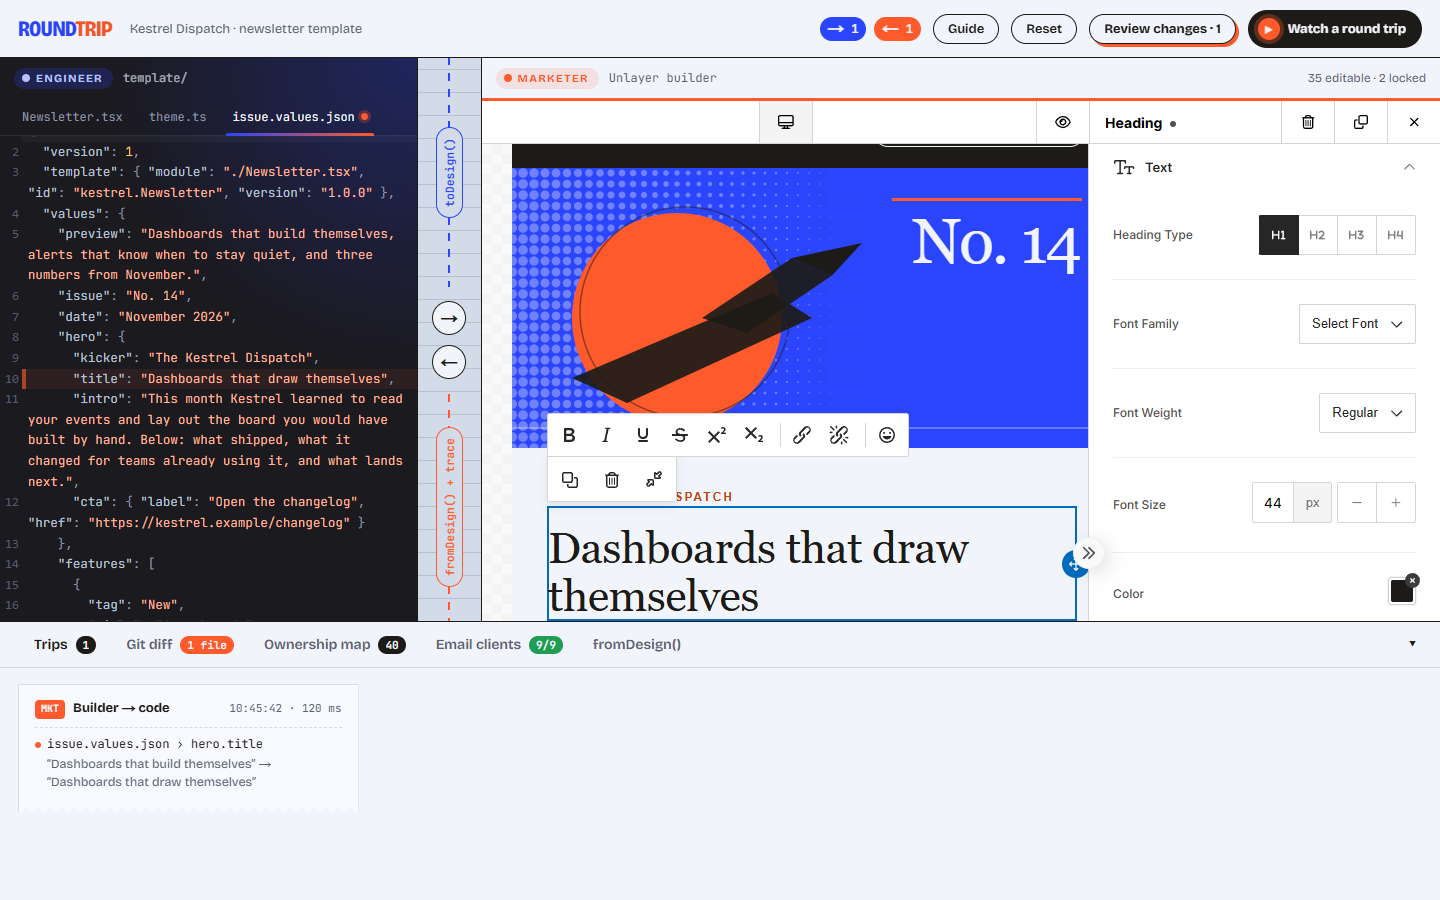 ROUNDTRIP
Kestrel Dispatch · newsletter template
→ 1
← 1
Guide
Reset
Review changes · 1
Watch a round trip
ENGINEER
template/
Newsletter.tsx
theme.ts
issue.values.json
2 "version": 1,
3 "template": { "module": "./Newsletter.tsx",
"id": "kestrel.Newsletter", "version": "1.0.0" },
4 "values": {
5 "preview": "Dashboards that build themselves,
alerts that know when to stay quiet, and three
numbers from November.",
6 "issue": "No. 14",
7 "date": "November 2026",
8 "hero": {
9 "kicker": "The Kestrel Dispatch",
10 "title": "Dashboards that draw themselves",
11 "intro": "This month Kestrel learned to read
your events and lay out the board you would have
built by hand. Below: what shipped, what it
changed for teams already using it, and what lands
next.",
12 "cta": { "label": "Open the changelog",
"href": "https://kestrel.example/changelog" }
13 },
14 "features": [
15 {
16 "tag": "New",
toDesign()
→
←
fromDesign() + trace
MARKETER
Unlayer builder
35 editable · 2 locked
No. 14
SPATCH
Dashboards that draw
themselves
Heading
Text
Heading Type
H1
H2
H3
H4
Font Family
Select Font
Font Weight
Regular
Font Size
44
px
Color
Trips 1
Git diff 1 file
Ownership map 40
Email clients 9/9
fromDesign()
MKT Builder → code
10:45:42 · 120 ms
issue.values.json › hero.title
“Dashboards that build themselves” →
“Dashboards that draw themselves”